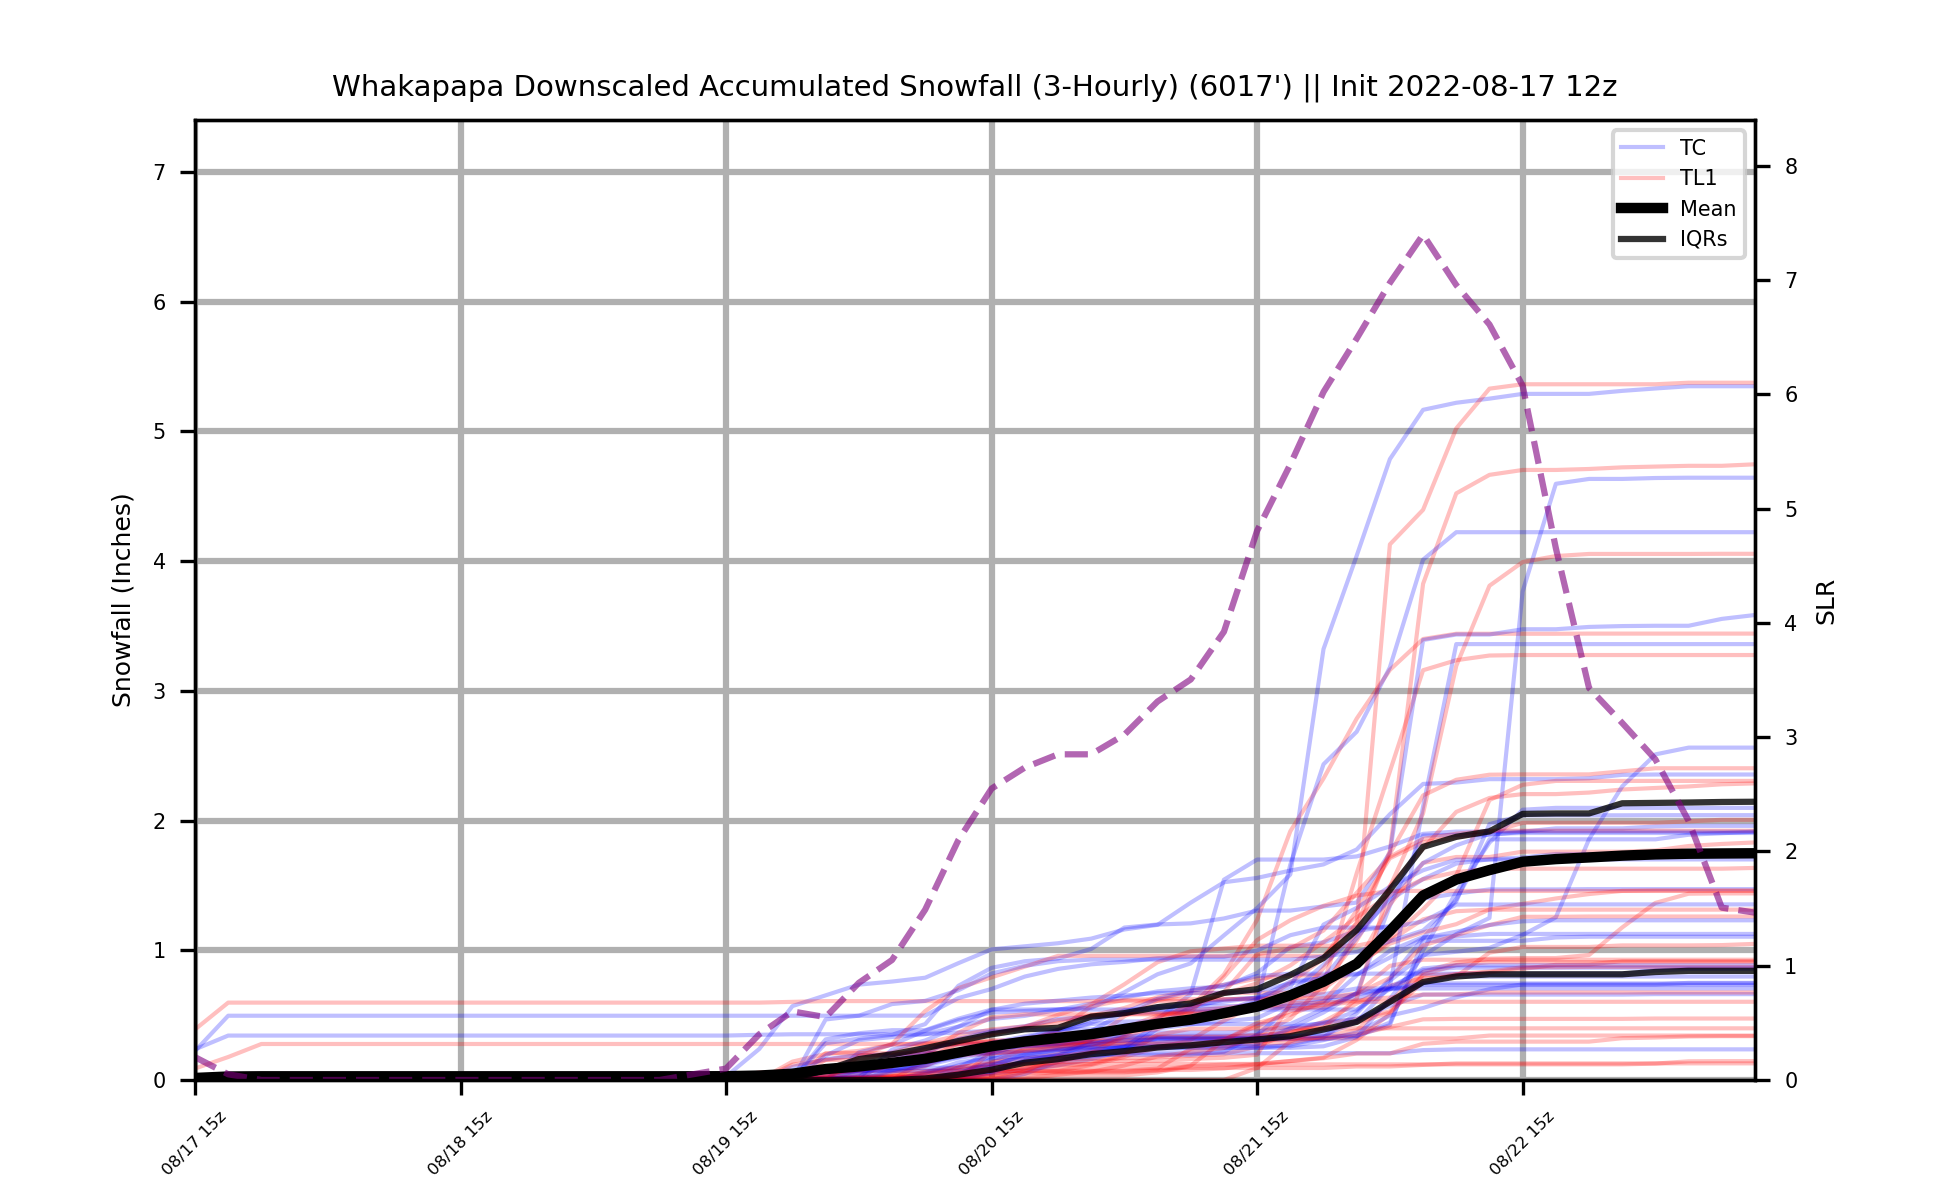 Whakapapa Downscaled Accumulated Snowfall (3-Hourly) (6017') || Init 2022-08-17 12z
TC
TL1
Mean
IQRs
Snowfall (Inches)
7
6
5
4
3
2
1
0
SLR
8
7
6
5
4
3
2
1
0
08/17 15z
08/18 15z
08/19 15z
08/20 15z
08/21 15z
08/22 15z